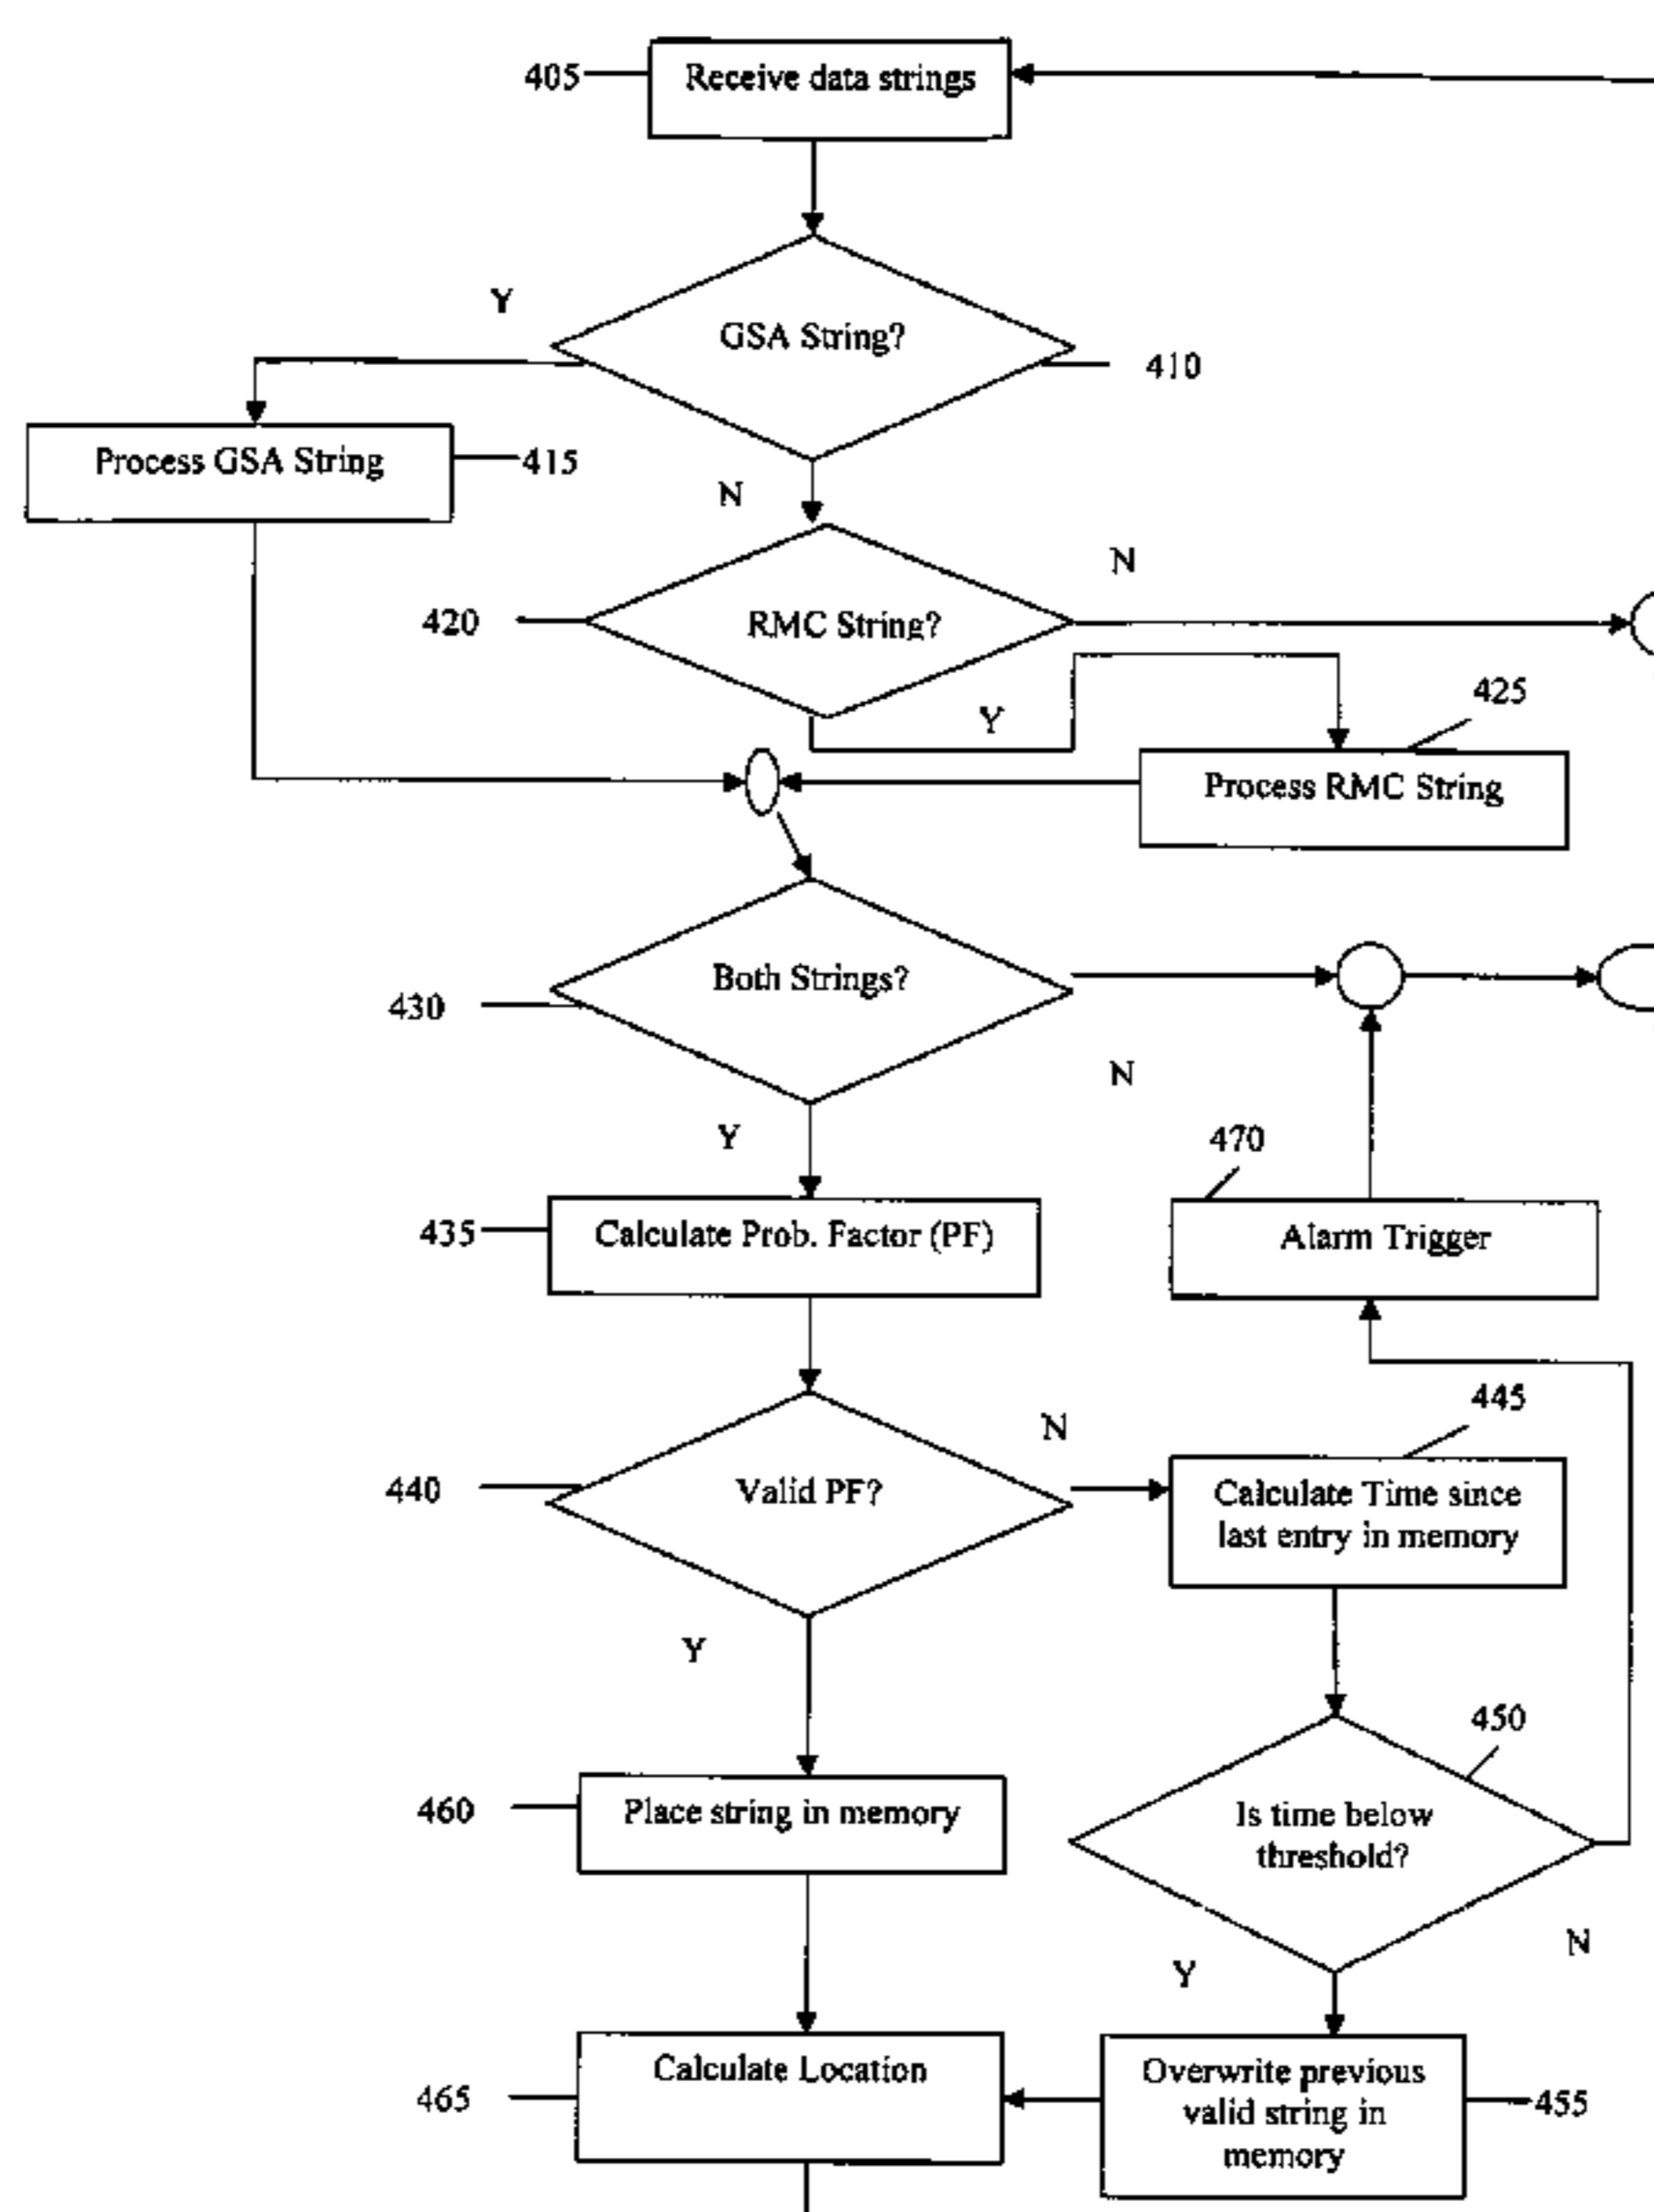 405
Receive data strings
Y
GSA String?
410
Process GSA String
415
N
N
420
RMC String?
425
Y
Process RMC String
Both Strings?
430
N
Y
470
435
Calculate Prob. Factor (PF)
Alarm Trigger
445
N
440
Valid PF?
Calculate Time since
last entry in memory
Y
450
460
Place string in memory
Is time below
threshold?
N
Y
465
Calculate Location
Overwrite previous
valid string in
memory
455